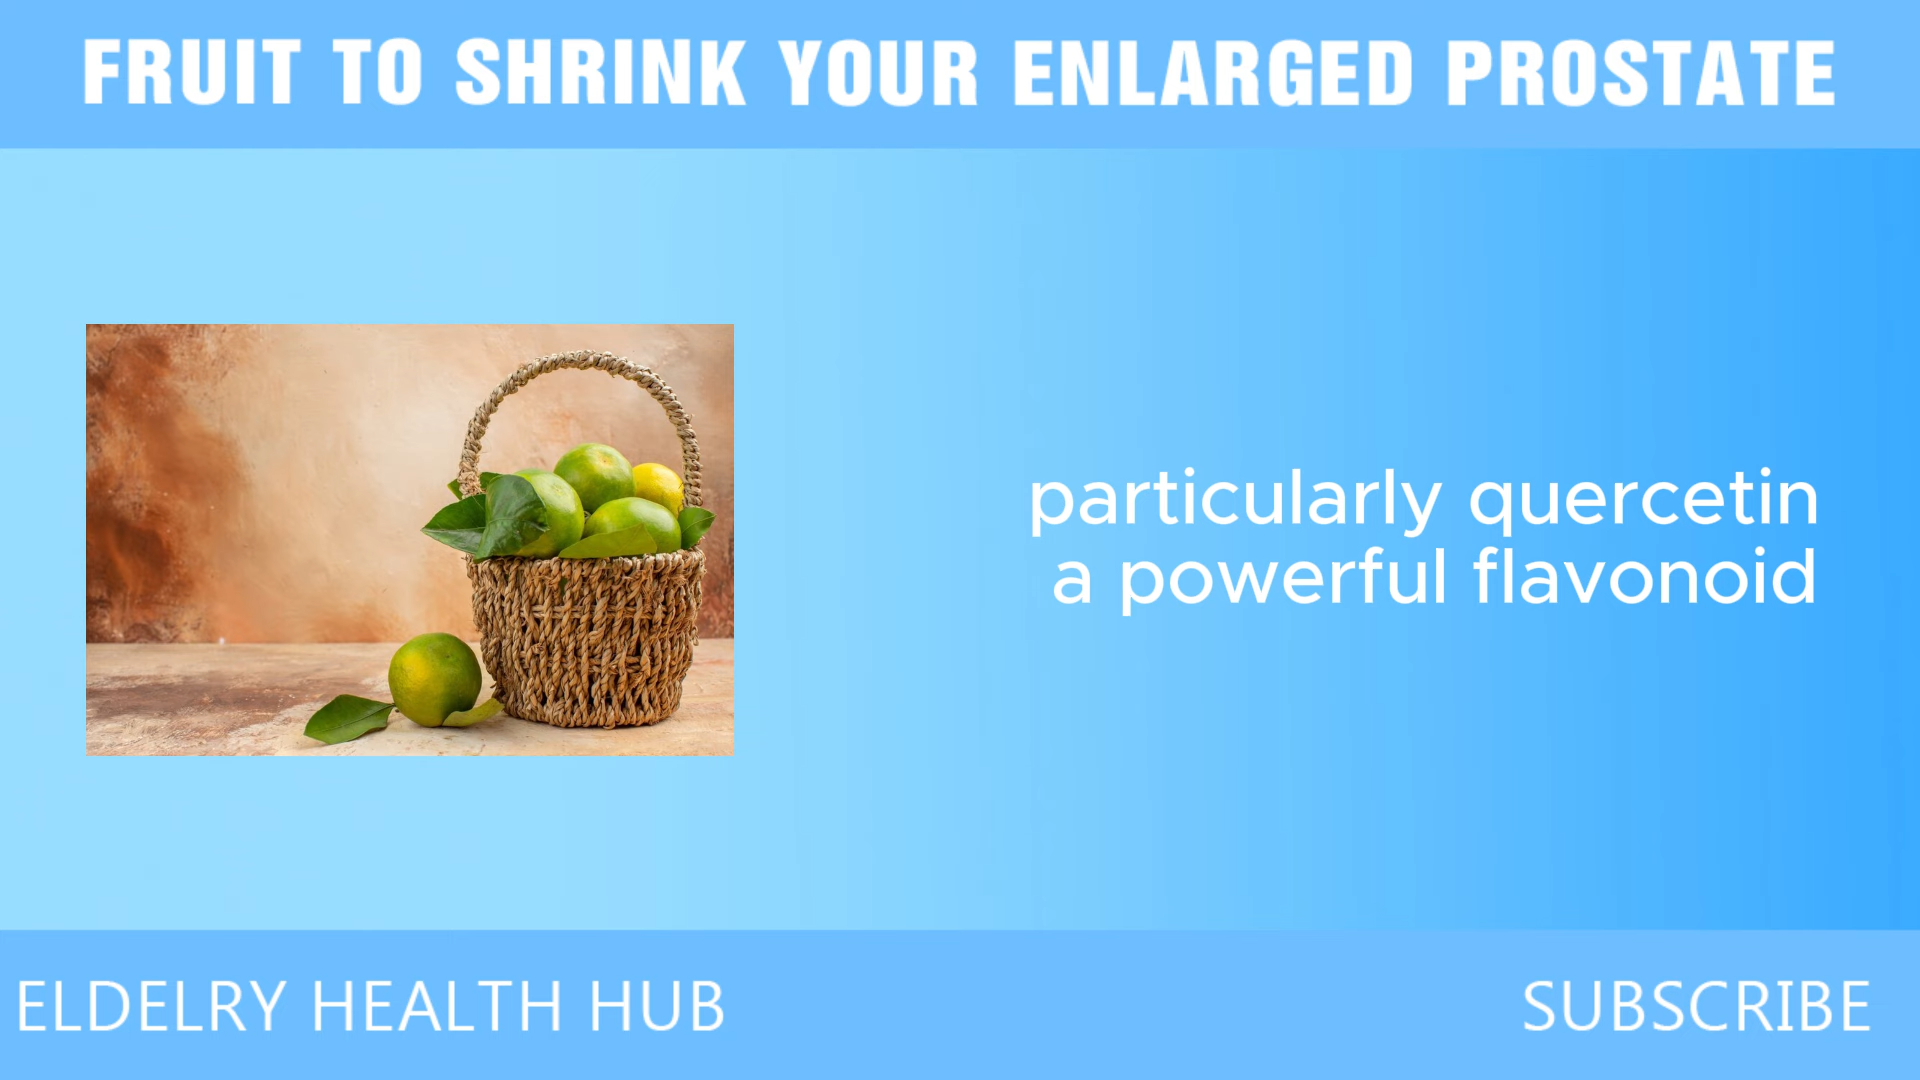 FRUIT TO SHRINK YOUR ENLARGED PROSTATE
particularly quercetin
a powerful flavonoid
ELDELRY HEALTH HUB
SUBSCRIBE